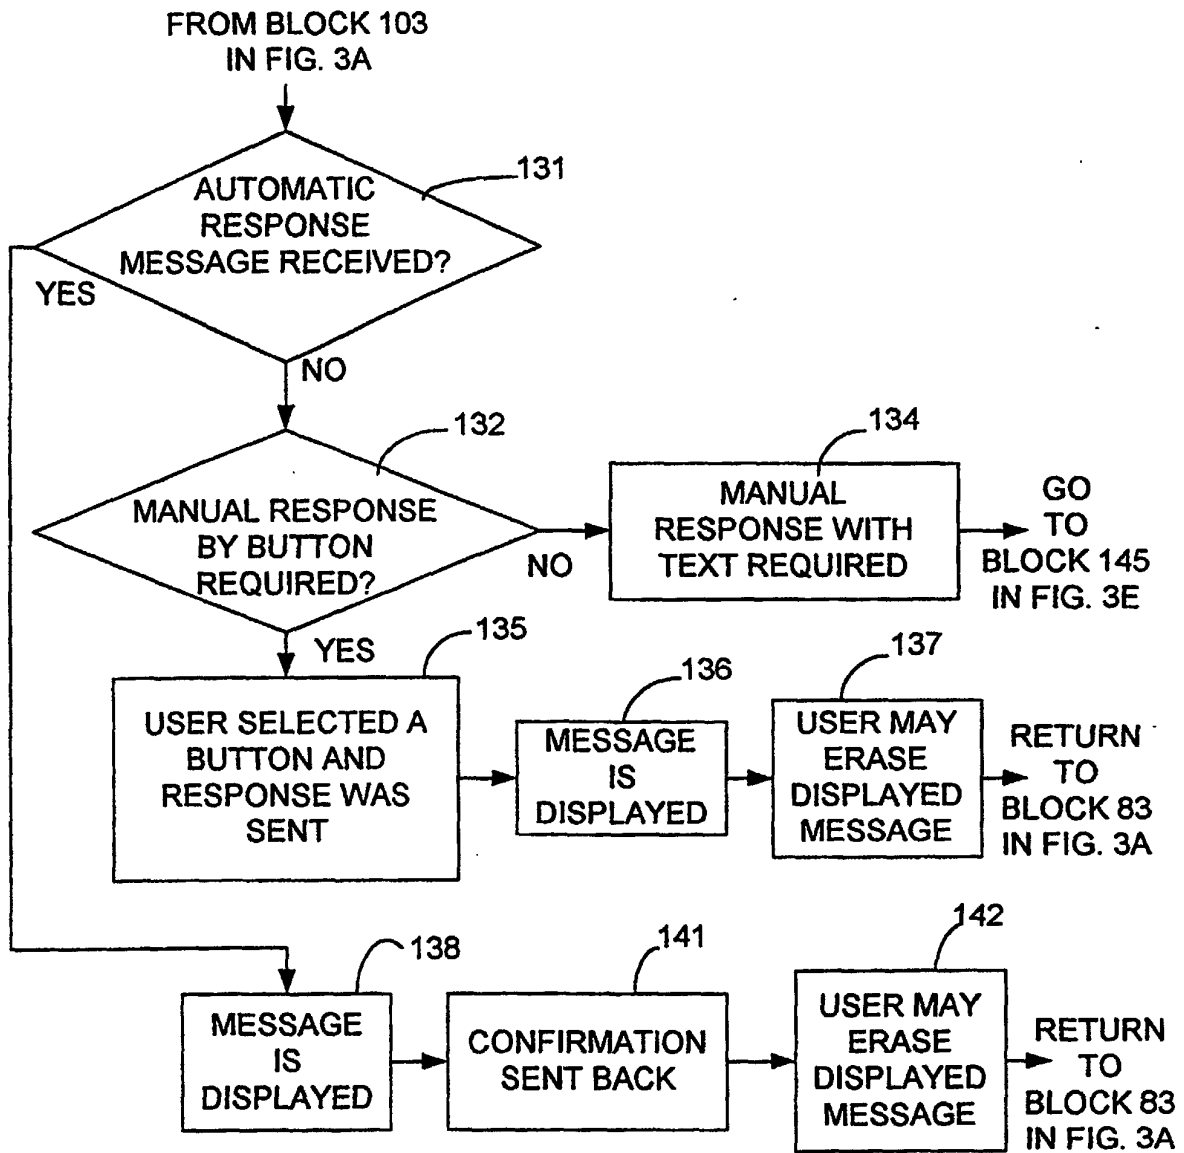 FROM BLOCK 103
IN FIG. 3A
131
AUTOMATIC
RESPONSE
MESSAGE RECEIVED?
YES
NO
132
MANUAL RESPONSE
BY BUTTON
REQUIRED?
NO
YES
134
MANUAL
RESPONSE WITH
TEXT REQUIRED
GO
TO
BLOCK 145
IN FIG. 3E
135
USER SELECTED A
BUTTON AND
RESPONSE WAS
SENT
136
MESSAGE
IS
DISPLAYED
137
USER MAY
ERASE
DISPLAYED
MESSAGE
RETURN
TO
BLOCK 83
IN FIG. 3A
138
MESSAGE
IS
DISPLAYED
141
CONFIRMATION
SENT BACK
142
USER MAY
ERASE
DISPLAYED
MESSAGE
RETURN
TO
BLOCK 83
IN FIG. 3A